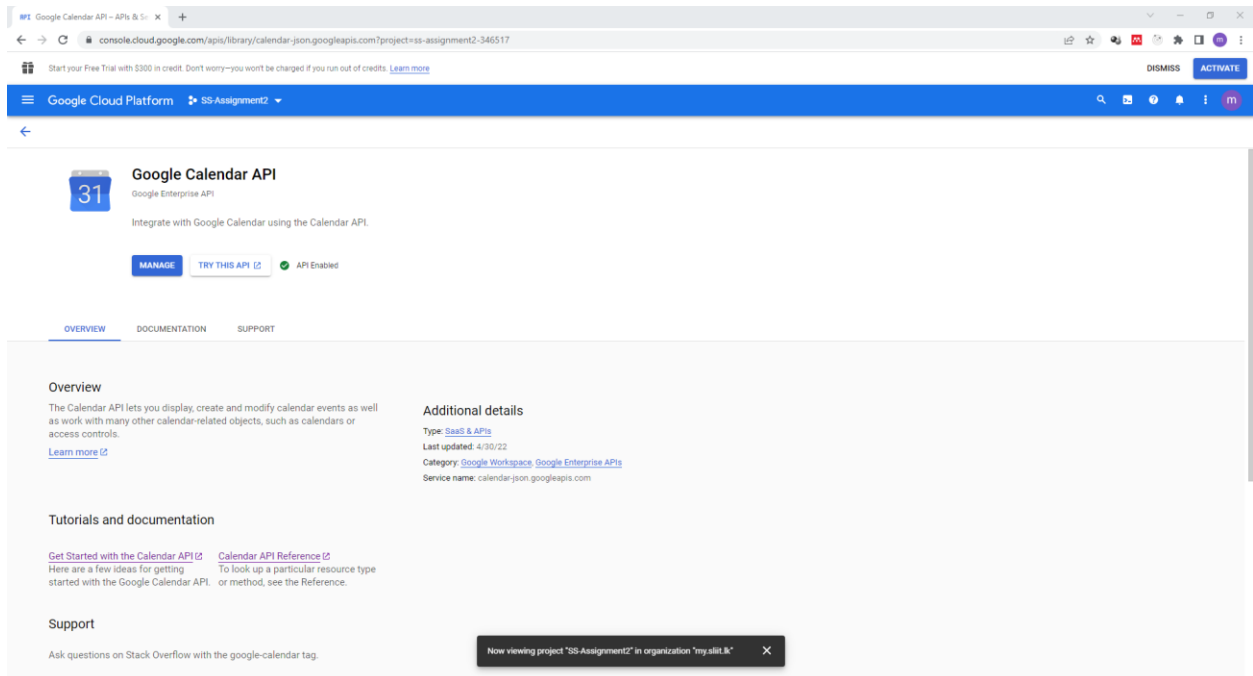 API Google Calendar API – APIs & Se
console.cloud.google.com/apis/library/calendar-json.googleapis.com?project=ss-assignment2-346517
m
Start your Free Trial with $300 in credit. Don't worry—you won't be charged if you run out of credits. Learn more
DISMISS
ACTIVATE
Google Cloud Platform
SS-Assignment2
m
31
Google Calendar API
Google Enterprise API
Integrate with Google Calendar using the Calendar API.
MANAGE
TRY THIS API
API Enabled
OVERVIEW
DOCUMENTATION
SUPPORT
Overview
The Calendar API lets you display, create and modify calendar events as well
as work with many other calendar-related objects, such as calendars or
access controls.
Learn more
Additional details
Type: SaaS & APIs
Last updated: 4/30/22
Category: Google Workspace, Google Enterprise APIs
Service name: calendar-json.googleapis.com
Tutorials and documentation
Get Started with the Calendar API
Here are a few ideas for getting
started with the Google Calendar API.
Calendar API Reference
To look up a particular resource type
or method, see the Reference.
Support
Ask questions on Stack Overflow with the google-calendar tag.
Now viewing project "SS-Assignment2" in organization "my.sliit.lk"